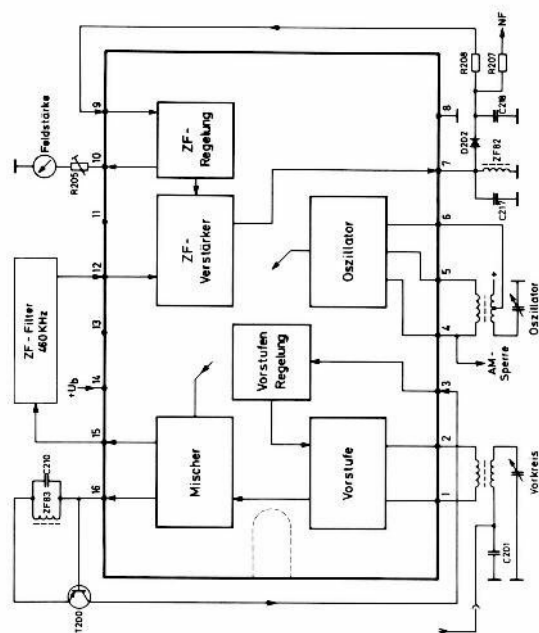 9
Feldstärke
10
R205
11
ZF-Filter
460 KHz
12
13
+Ub
14
15
C210
ZF83
16
T200
ZF-
Regelung
ZF-
Verstärker
Vorstufen
Regelung
Mischer
Oszillator
Vorstufe
8
7
6
5
4
3
2
1
NF
R208
R207
C218
D202
ZF82
C217
+
Oszillator
AM-
Sperre
Vorkreis
C201